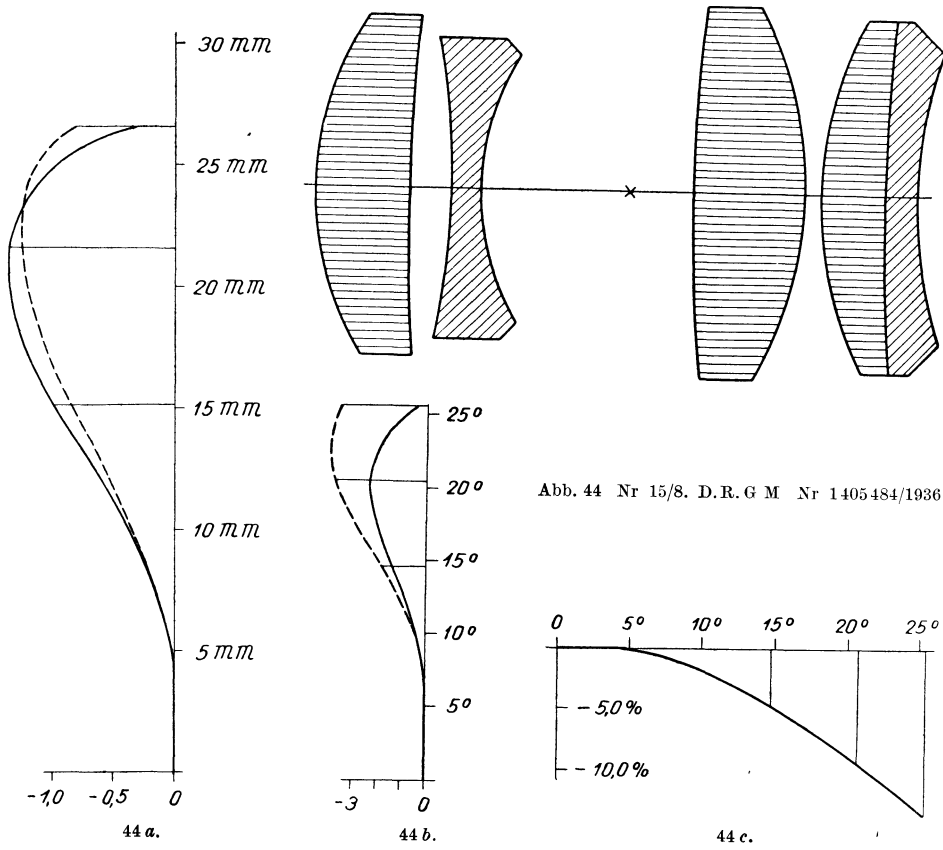 30 mm
25 mm
20 mm
15 mm
10 mm
5 mm
-1,0 -0,5 0
44 a.
25°
20°
15°
10°
5°
-3 0
44 b.
Abb. 44 Nr 15/8. D.R.G M Nr 1405484/1936
0 5° 10° 15° 20° 25°
- 5,0 %
- 10,0 %
44 c.